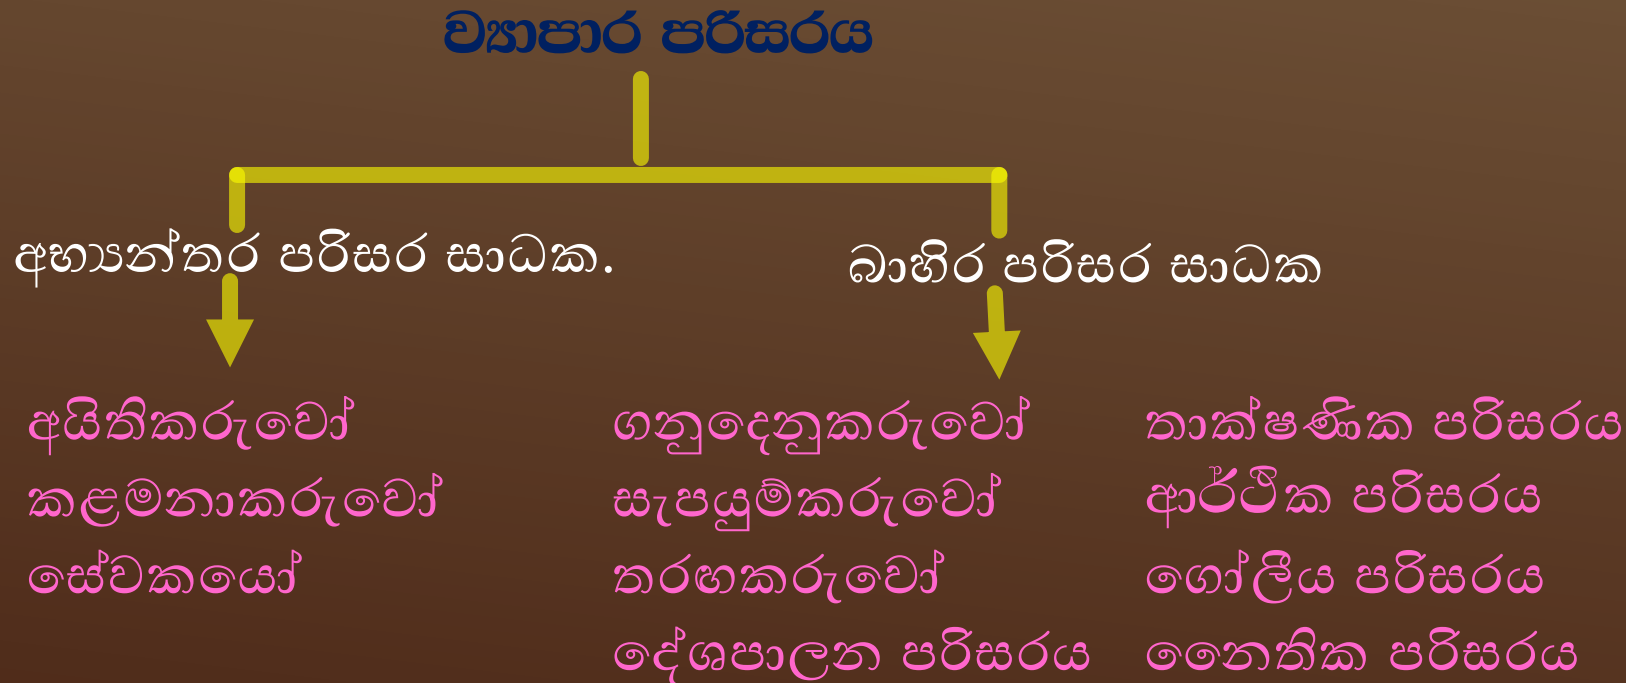 ව්‍යාපාර පරිසරය
අභ්‍යන්තර පරිසර සාධක.
බාහිර පරිසර සාධක
අයිතිකරුවෝ
කළමනාකරුවෝ
සේවකයෝ
ගනුදෙනුකරුවෝ
සැපයුම්කරුවෝ
තරඟකරුවෝ
දේශපාලන පරිසරය
තාක්ෂණික පරිසරය
ආර්ථික පරිසරය
ගෝලීය පරිසරය
නෛතික පරිසරය